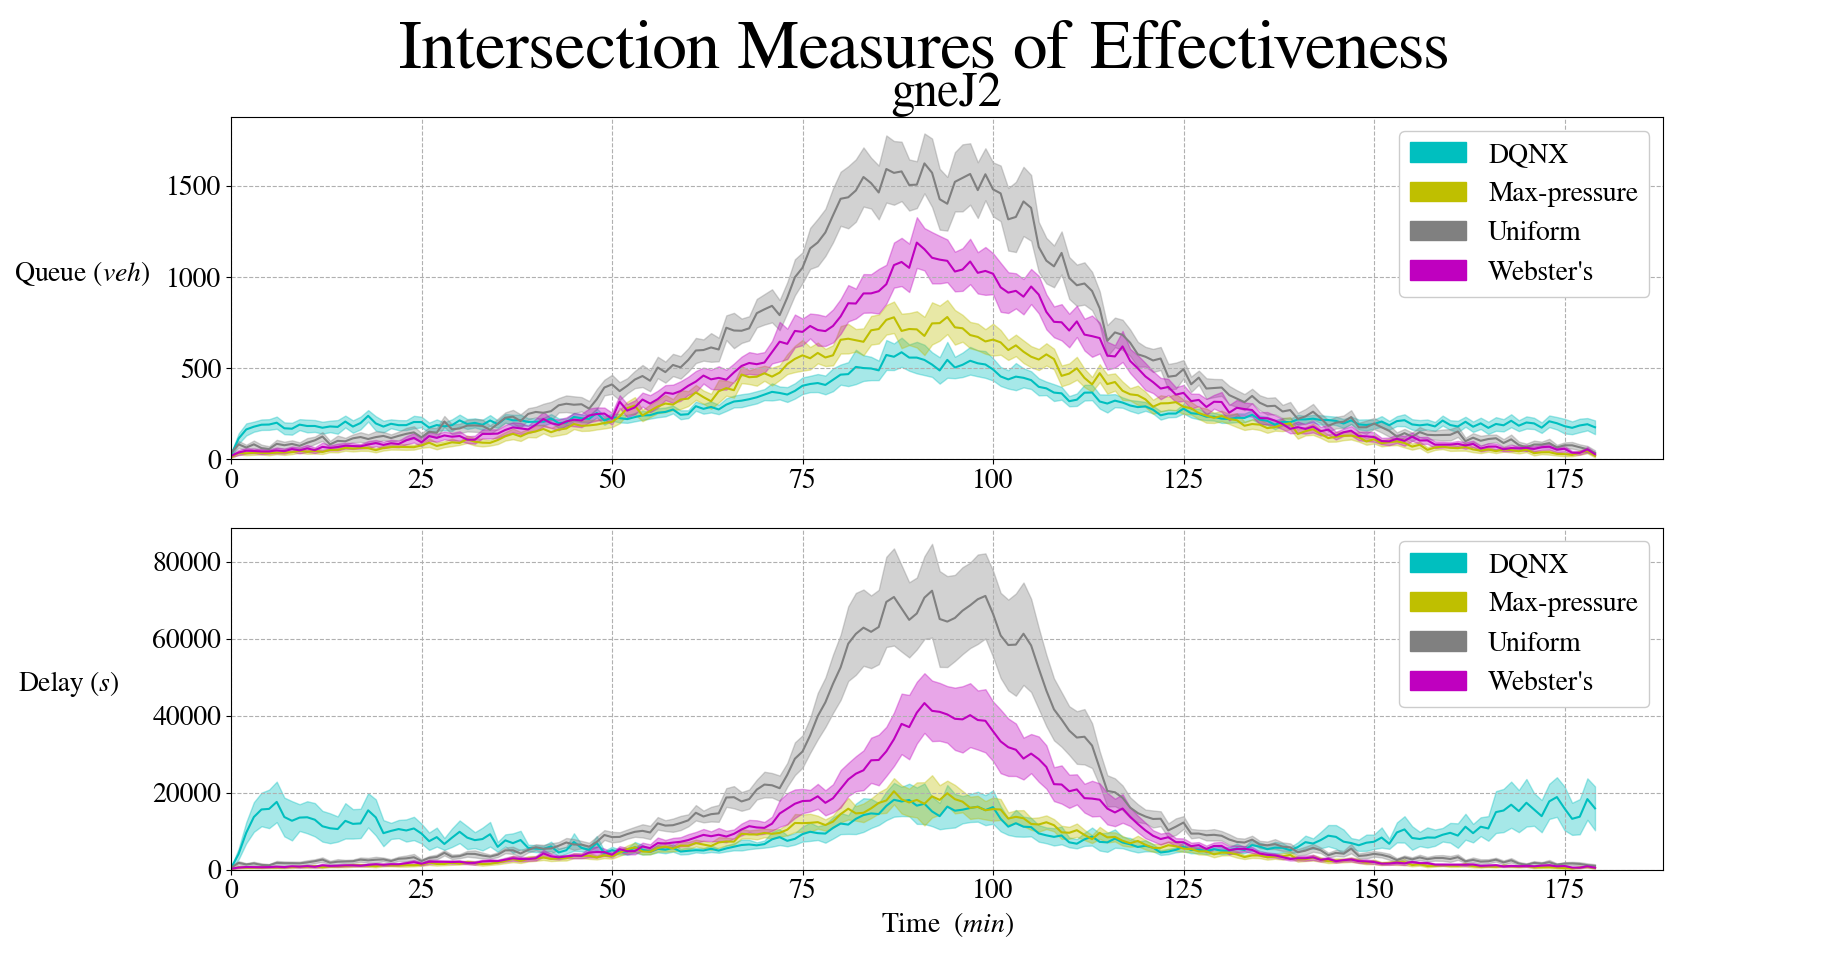 Intersection Measures of Effectiveness
gneJ2
Queue (veh)
1500
1000
500
0
0 25 50 75 100 125 150 175
DQNX
Max-pressure
Uniform
Webster's
Delay (s)
80000
60000
40000
20000
0
0 25 50 75 100 125 150 175
DQNX
Max-pressure
Uniform
Webster's
Time (min)